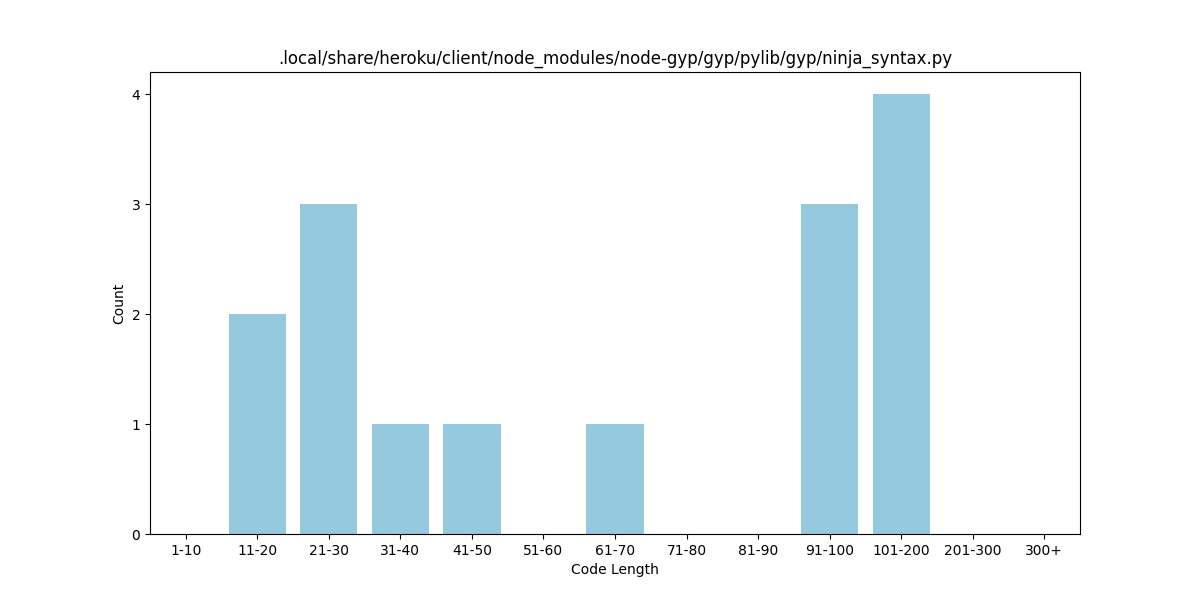 .local/share/heroku/client/node_modules/node-gyp/gyp/pylib/gyp/ninja_syntax.py
4
3
2
1
0
Count
1-10 11-20 21-30 31-40 41-50 51-60 61-70 71-80 81-90 91-100 101-200 201-300 300+
Code Length